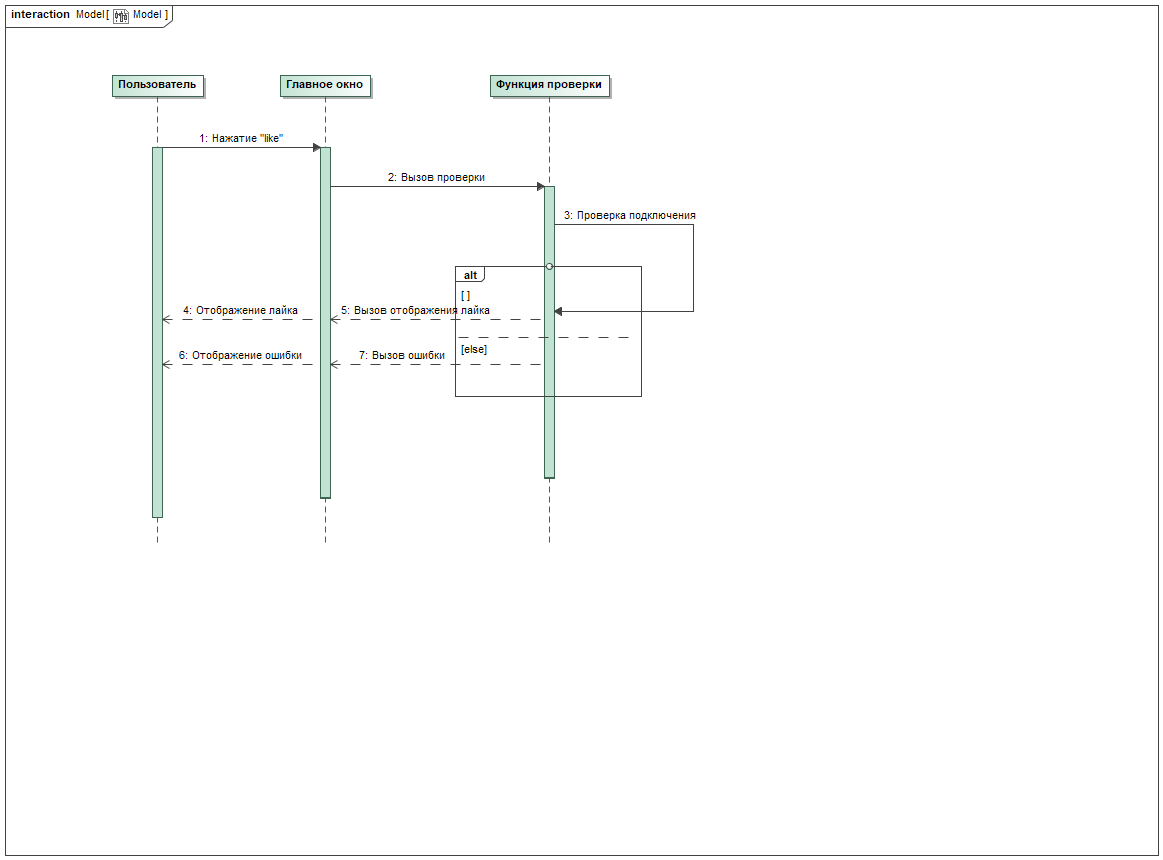 interaction Model[ Model ]
Пользователь
Главное окно
Функция проверки
1: Нажатие "like"
2: Вызов проверки
3: Проверка подключения
alt
[ ]
4: Отображение лайка
5: Вызов отображения лайка
[else]
6: Отображение ошибки
7: Вызов ошибки